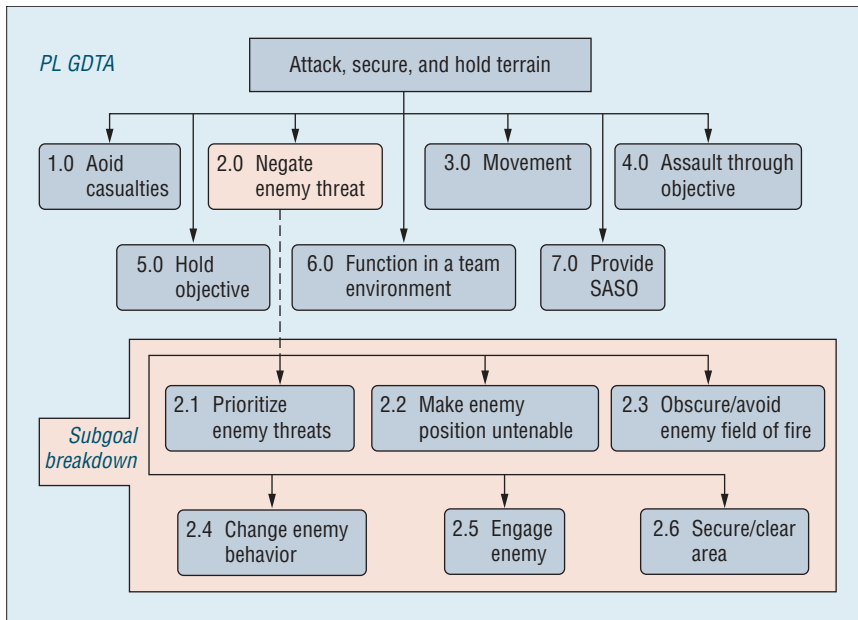 PL GDTA
Attack, secure, and hold terrain
1.0 Aoid
casualties
2.0 Negate
enemy threat
3.0 Movement
4.0 Assault through
objective
5.0 Hold
objective
6.0 Function in a team
environment
7.0 Provide
SASO
Subgoal
breakdown
2.1 Prioritize
enemy threats
2.2 Make enemy
position untenable
2.3 Obscure/avoid
enemy field of fire
2.4 Change enemy
behavior
2.5 Engage
enemy
2.6 Secure/clear
area